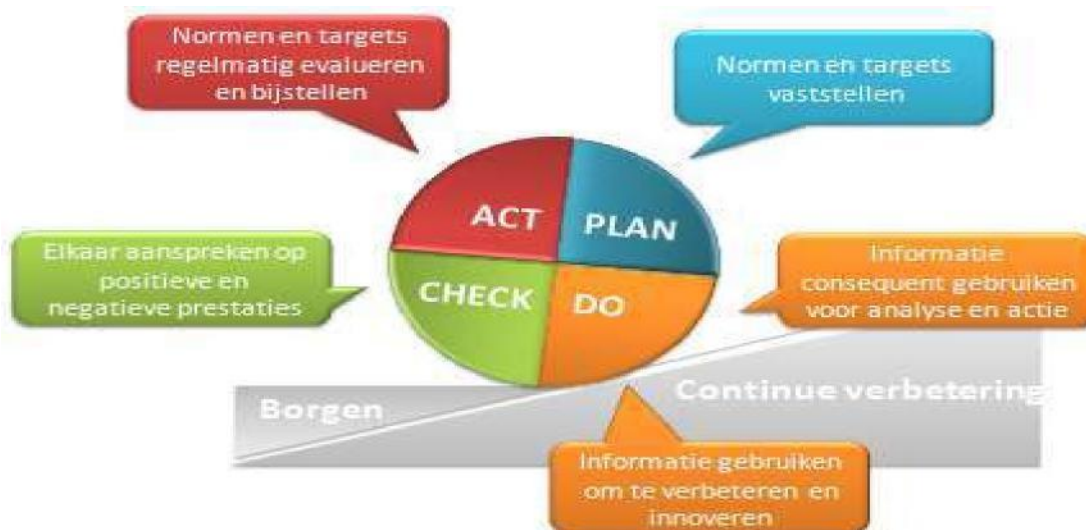 Normen en targets
regelmatig evalueren
en bijstellen
Normen en targets
vaststellen
ACT
PLAN
Elkaar aanspreken op
positieve en
negatieve prestaties
CHECK
DO
Informatie
consequent gebruiken
voor analyse en actie
Borgen
Continue verbetering
Informatie gebruiken
om te verbeteren en
innoveren